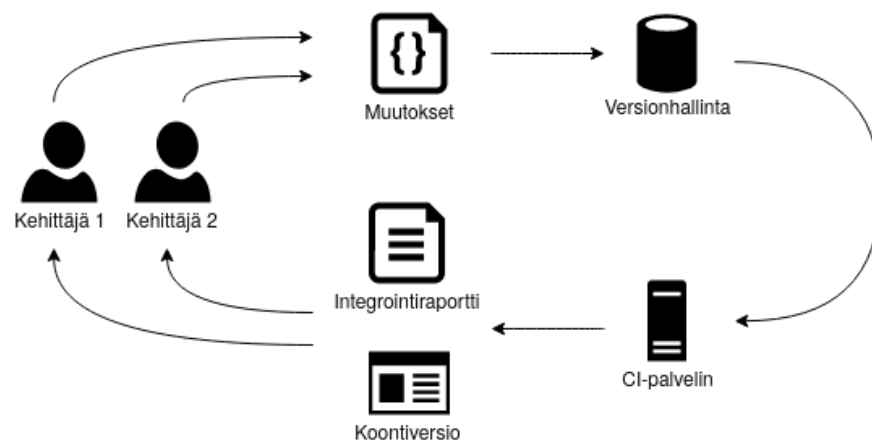 Muutokset
Versionhallinta
Kehittäjä 1
Kehittäjä 2
Integrointiraportti
CI-palvelin
Koontiversio